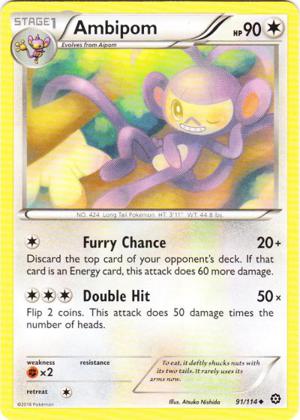 STAGE1
Ambipom
HP90
Evolves from Aipom
NO. 424 Long Tail Pokémon HT: 3'11" WT: 44.8 lbs.
Furry Chance 20+
Discard the top card of your opponent's deck. If
that card is an Energy card, this attack does 60 more damage.
Double Hit 50×
Flip 2 coins. This attack does 50 damage times
the number of heads.
weakness resistance
×2
retreat
To eat, it deftly shucks nuts with
its two tails. It rarely uses
its arms now.
Illus. Atsuko Nishida
91/114
©2016 Pokémon